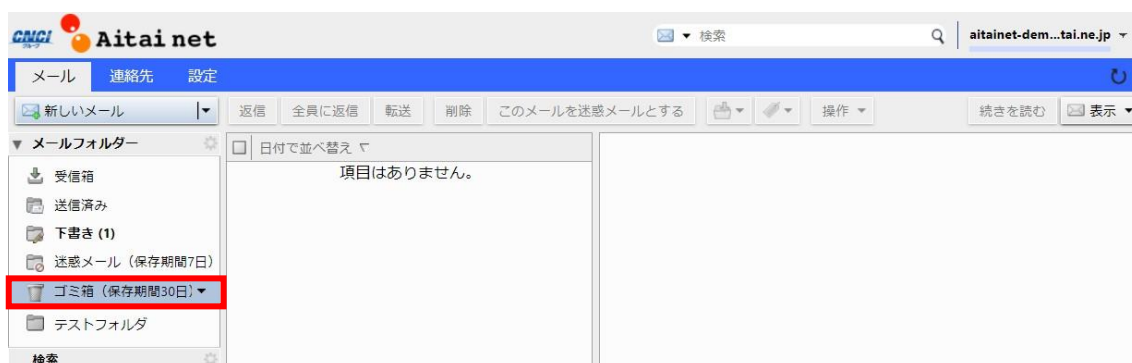 CNCI グループ Aitai net
検索
aitainet-dem...tai.ne.jp
メール 連絡先 設定
新しいメール 返信 全員に返信 転送 削除 このメールを迷惑メールとする 操作 続きを読む 表示
メールフォルダー
日付で並べ替え
項目はありません。
受信箱
送信済み
下書き (1)
迷惑メール（保存期間7日）
ゴミ箱（保存期間30日）
テストフォルダ
検索